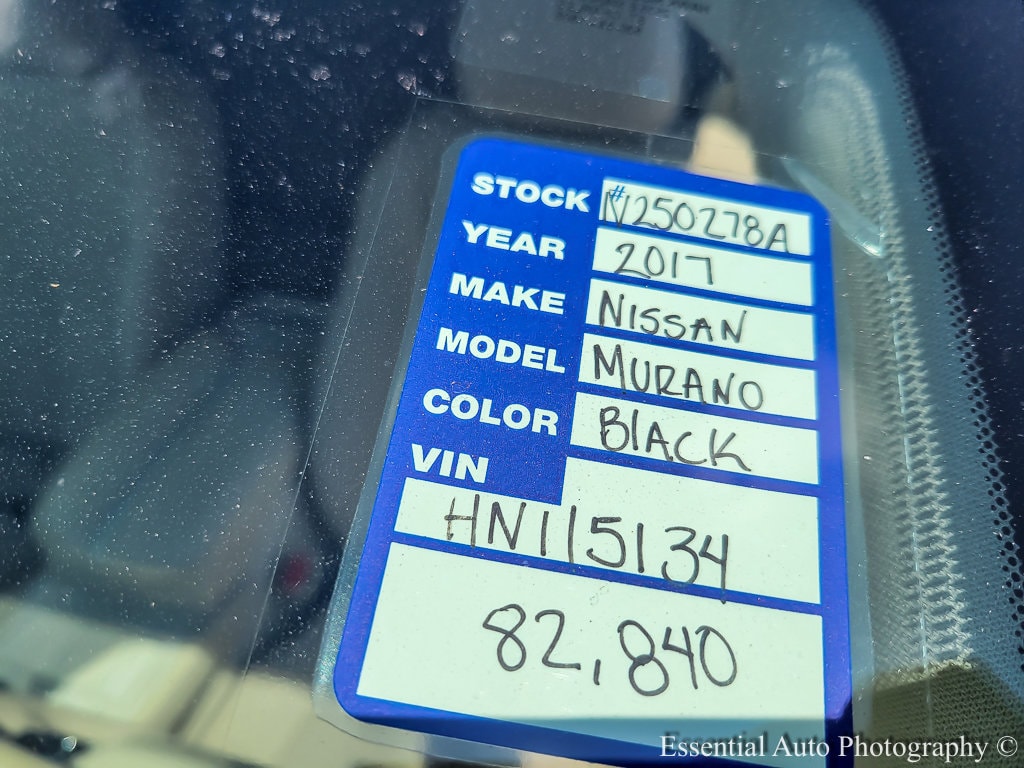 STOCK #N250278A
YEAR 2017
MAKE NISSAN
MODEL MURANO
COLOR BlACK
VIN
HN115134
82,840
Essential Auto Photography ©